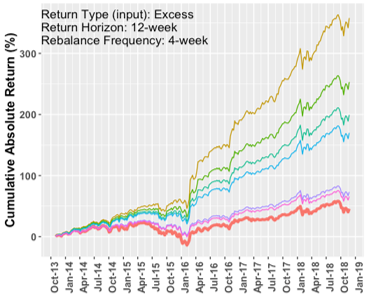 Return Type (input): Excess
Return Horizon: 12-week
Rebalance Frequency: 4-week
Cumulative Absolute Return (%)
300
200
100
0
Oct-13
Jan-14
Apr-14
Jul-14
Oct-14
Jan-15
Apr-15
Jul-15
Oct-15
Jan-16
Apr-16
Jul-16
Oct-16
Jan-17
Apr-17
Jul-17
Oct-17
Jan-18
Apr-18
Jul-18
Oct-18
Jan-19